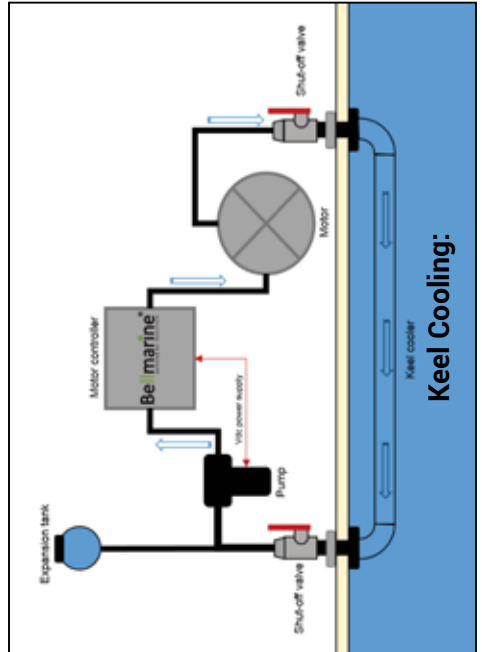 Expansion tank
Motor controller
Bellmarine®
Vdc power supply
Pump
Motor
Shut-off valve
Shut-off valve
Keel cooler
Keel Cooling: